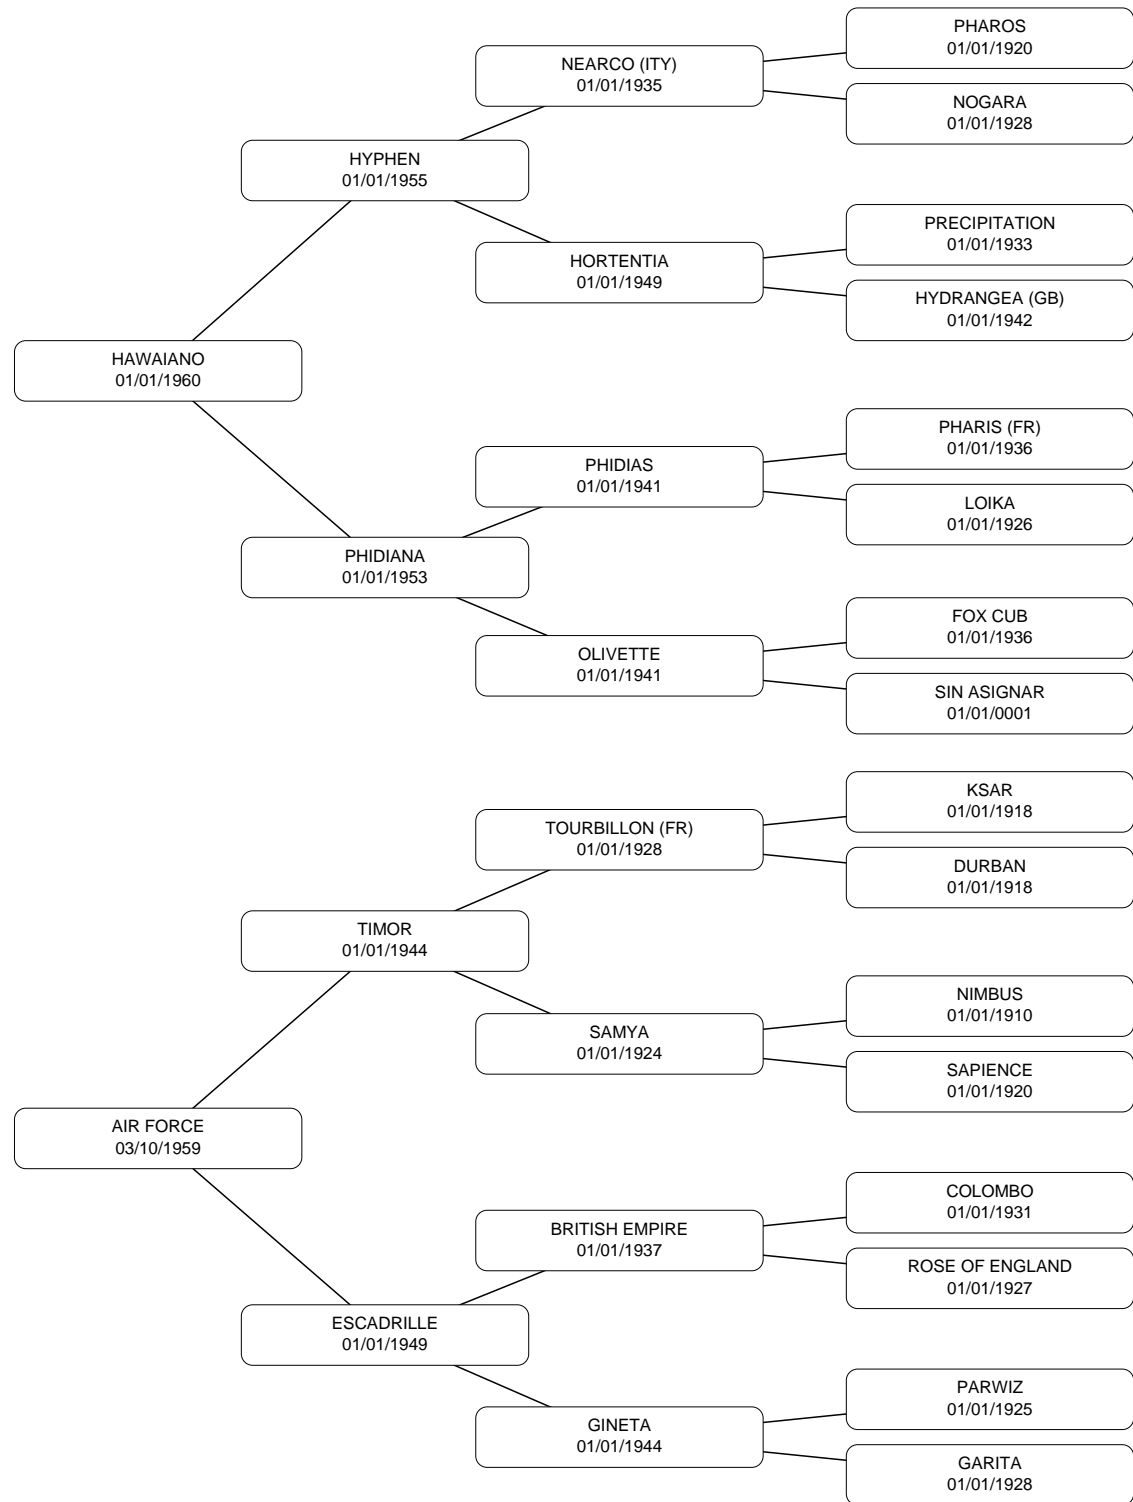 PHAROS
01/01/1920
NEARCO (ITY)
01/01/1935
NOGARA
01/01/1928
HYPHEN
01/01/1955
PRECIPITATION
01/01/1933
HORTENTIA
01/01/1949
HYDRANGEA (GB)
01/01/1942
HAWAIANO
01/01/1960
PHARIS (FR)
01/01/1936
PHIDIAS
01/01/1941
LOIKA
01/01/1926
PHIDIANA
01/01/1953
FOX CUB
01/01/1936
OLIVETTE
01/01/1941
SIN ASIGNAR
01/01/0001
KSAR
01/01/1918
TOURBILLON (FR)
01/01/1928
DURBAN
01/01/1918
TIMOR
01/01/1944
NIMBUS
01/01/1910
SAMYA
01/01/1924
SAPIENCE
01/01/1920
AIR FORCE
03/10/1959
COLOMBO
01/01/1931
BRITISH EMPIRE
01/01/1937
ROSE OF ENGLAND
01/01/1927
ESCADRILLE
01/01/1949
PARWIZ
01/01/1925
GINETA
01/01/1944
GARITA
01/01/1928